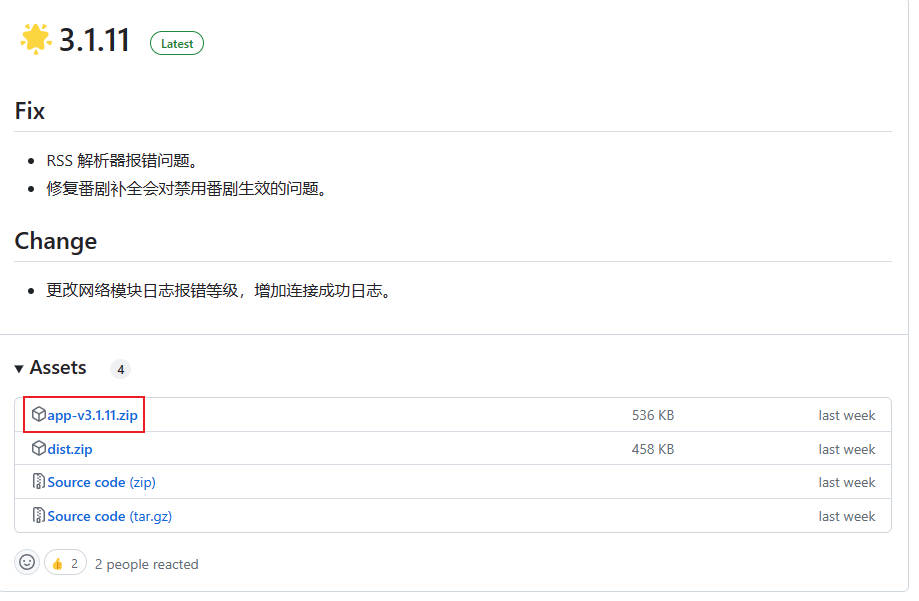 🌟 3.1.11 Latest
Fix
RSS 解析器报错问题。
修复番剧补全会对禁用番剧生效的问题。
Change
更改网络模块日志报错等级，增加连接成功日志。
Assets 4
app-v3.1.11.zip 536 KB last week
dist.zip 458 KB last week
Source code (zip) last week
Source code (tar.gz) last week
👍 2 2 people reacted